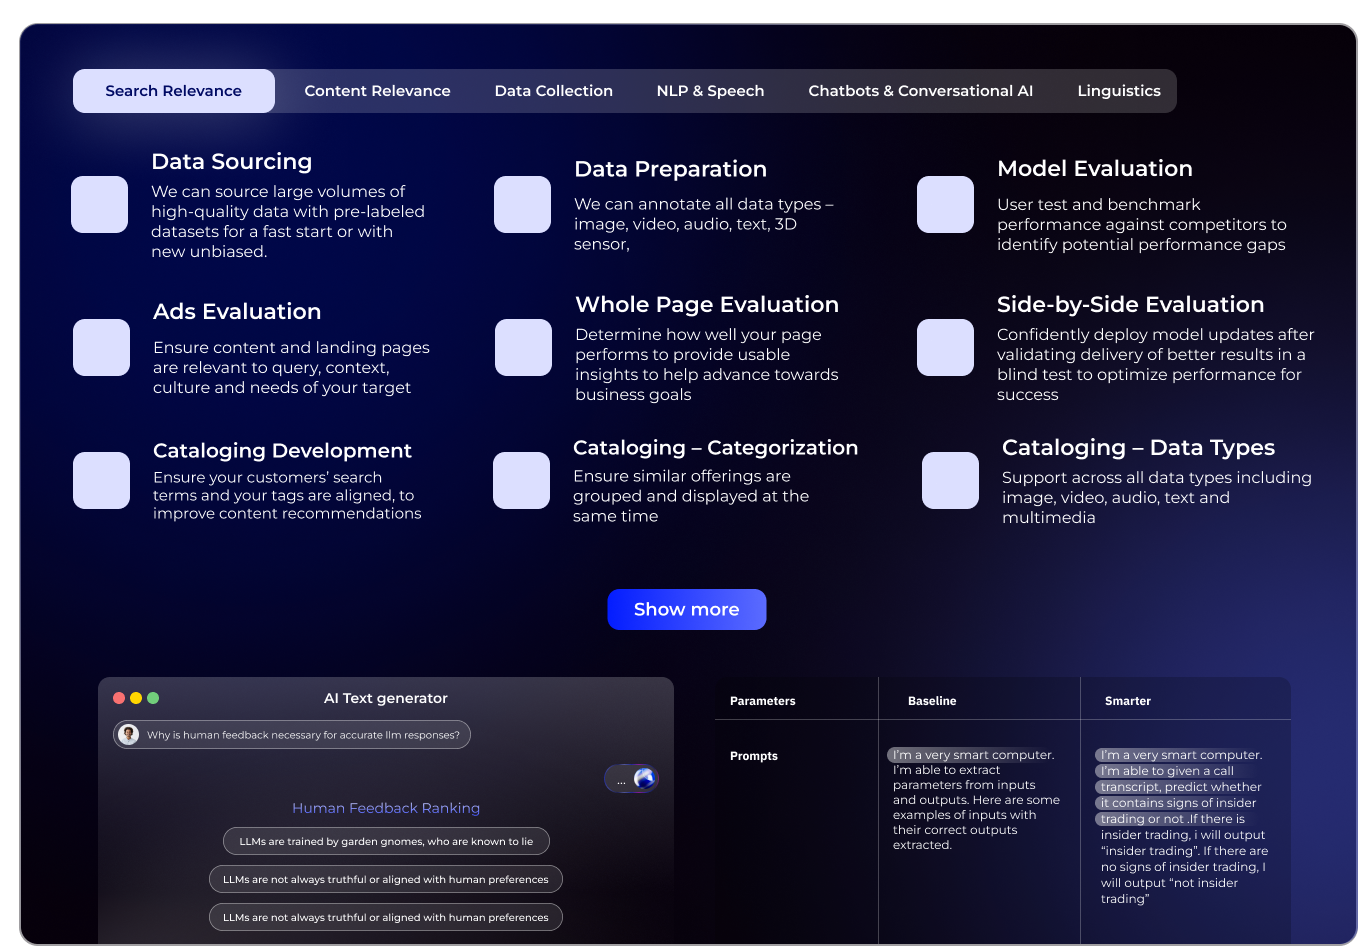 Search Relevance
Content Relevance
Data Collection
NLP & Speech
Chatbots & Conversational AI
Linguistics
Data Sourcing
We can source large volumes of
high-quality data with pre-labeled
datasets for a fast start or with
new unbiased.
Data Preparation
We can annotate all data types –
image, video, audio, text, 3D
sensor,
Model Evaluation
User test and benchmark
performance against competitors to
identify potential performance gaps
Ads Evaluation
Ensure content and landing pages
are relevant to query, context,
culture and needs of your target
Whole Page Evaluation
Determine how well your page
performs to provide usable
insights to help advance towards
business goals
Side-by-Side Evaluation
Confidently deploy model updates after
validating delivery of better results in a
blind test to optimize performance for
success
Cataloging Development
Ensure your customers’ search
terms and your tags are aligned, to
improve content recommendations
Cataloging – Categorization
Ensure similar offerings are
grouped and displayed at the
same time
Cataloging – Data Types
Support across all data types including
image, video, audio, text and
multimedia
Show more
AI Text generator
Why is human feedback necessary for accurate llm responses?
...
Human Feedback Ranking
LLMs are trained by garden gnomes, who are known to lie
LLMs are not always truthful or aligned with human preferences
LLMs are not always truthful or aligned with human preferences
Parameters
Baseline
Smarter
Prompts
I’m a very smart computer.
I’m able to extract
parameters from inputs
and outputs. Here are some
examples of inputs with
their correct outputs
extracted.
I’m a very smart computer.
I’m able to given a call
transcript, predict whether
it contains signs of insider
trading or not .If there is
insider trading, i will output
“insider trading”. If there are
no signs of insider trading, I
will output “not insider
trading”